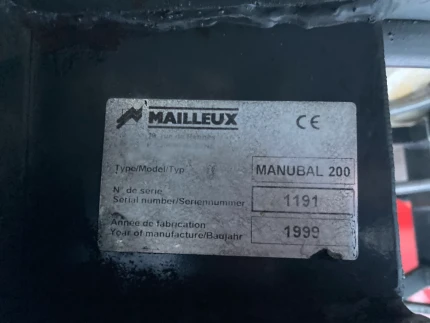 MAILLEUX
CE
Type/Model/Typ MANUBAL 200
N° de série
Serial number/Seriennummer 1191
Année de fabrication
Year of manufacture/Baujahr 1999